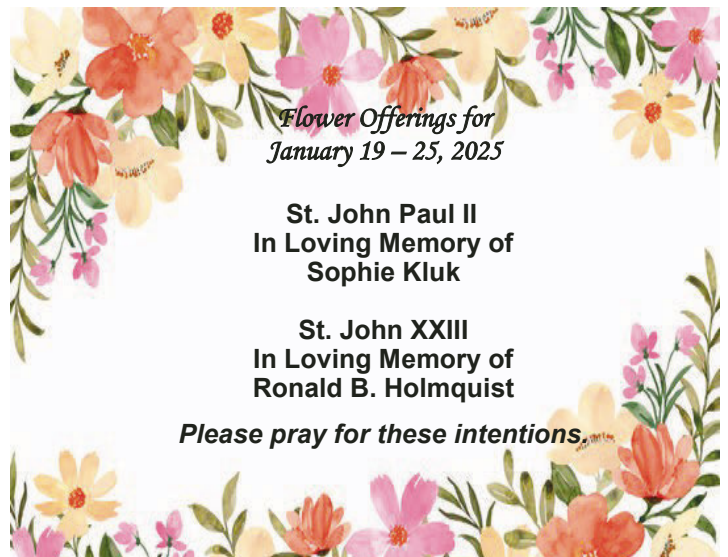 Flower Offerings for
January 19 – 25, 2025
St. John Paul II
In Loving Memory of
Sophie Kluk
St. John XXIII
In Loving Memory of
Ronald B. Holmquist
Please pray for these intentions.